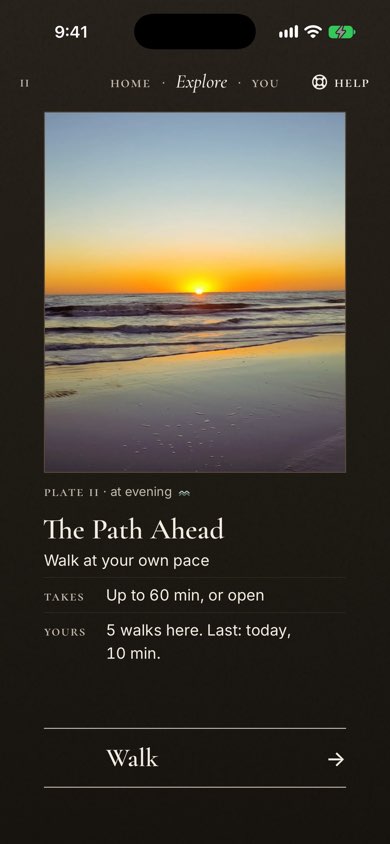 9:41
II HOME · Explore · YOU HELP
PLATE II · at evening
The Path Ahead
Walk at your own pace
TAKES Up to 60 min, or open
YOURS 5 walks here. Last: today,
10 min.
Walk →